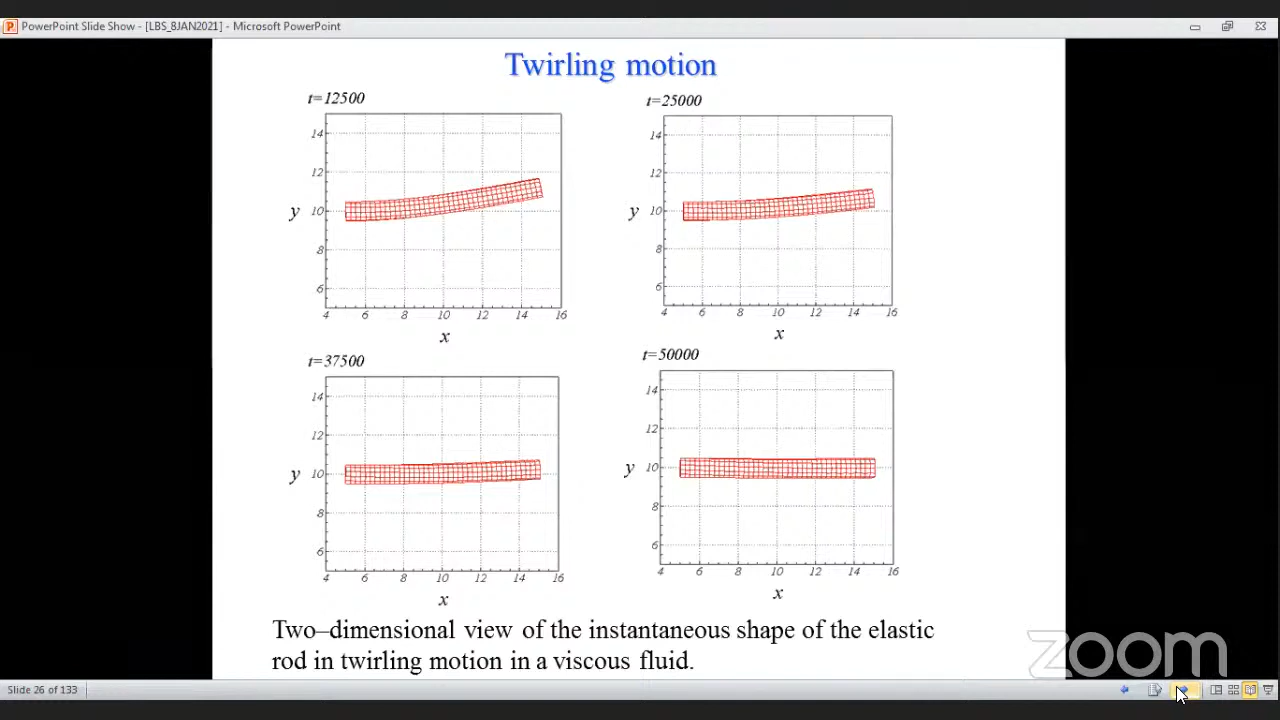 PowerPoint Slide Show - [LBS_8JAN2021] - Microsoft PowerPoint
Twirling motion
t=12500
14
12
y 10
8
6
4 6 8 10 12 14 16
x
t=25000
14
12
y 10
8
6
4 6 8 10 12 14 16
x
t=37500
14
12
y 10
8
6
4 6 8 10 12 14 16
x
t=50000
14
12
y 10
8
6
4 6 8 10 12 14 16
x
Two–dimensional view of the instantaneous shape of the elastic
rod in twirling motion in a viscous fluid.
zoom
Slide 26 of 133